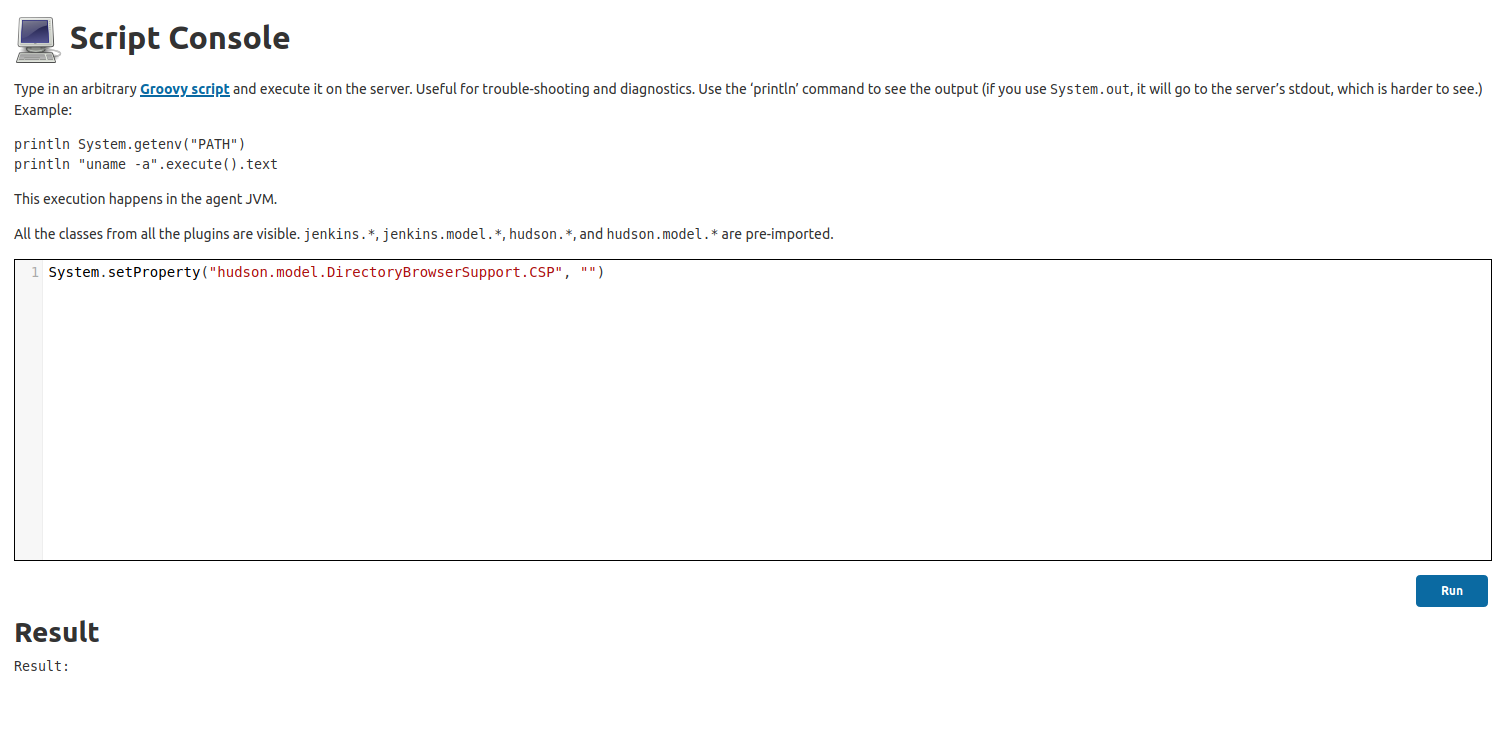 Script Console
Type in an arbitrary Groovy script and execute it on the server. Useful for trouble-shooting and diagnostics. Use the ‘println’ command to see the output (if you use System.out, it will go to the server’s stdout, which is harder to see.)
Example:
println System.getenv("PATH")
println "uname -a".execute().text
This execution happens in the agent JVM.
All the classes from all the plugins are visible. jenkins.*, jenkins.model.*, hudson.*, and hudson.model.* are pre-imported.
1 System.setProperty("hudson.model.DirectoryBrowserSupport.CSP", "")
Run
Result
Result: